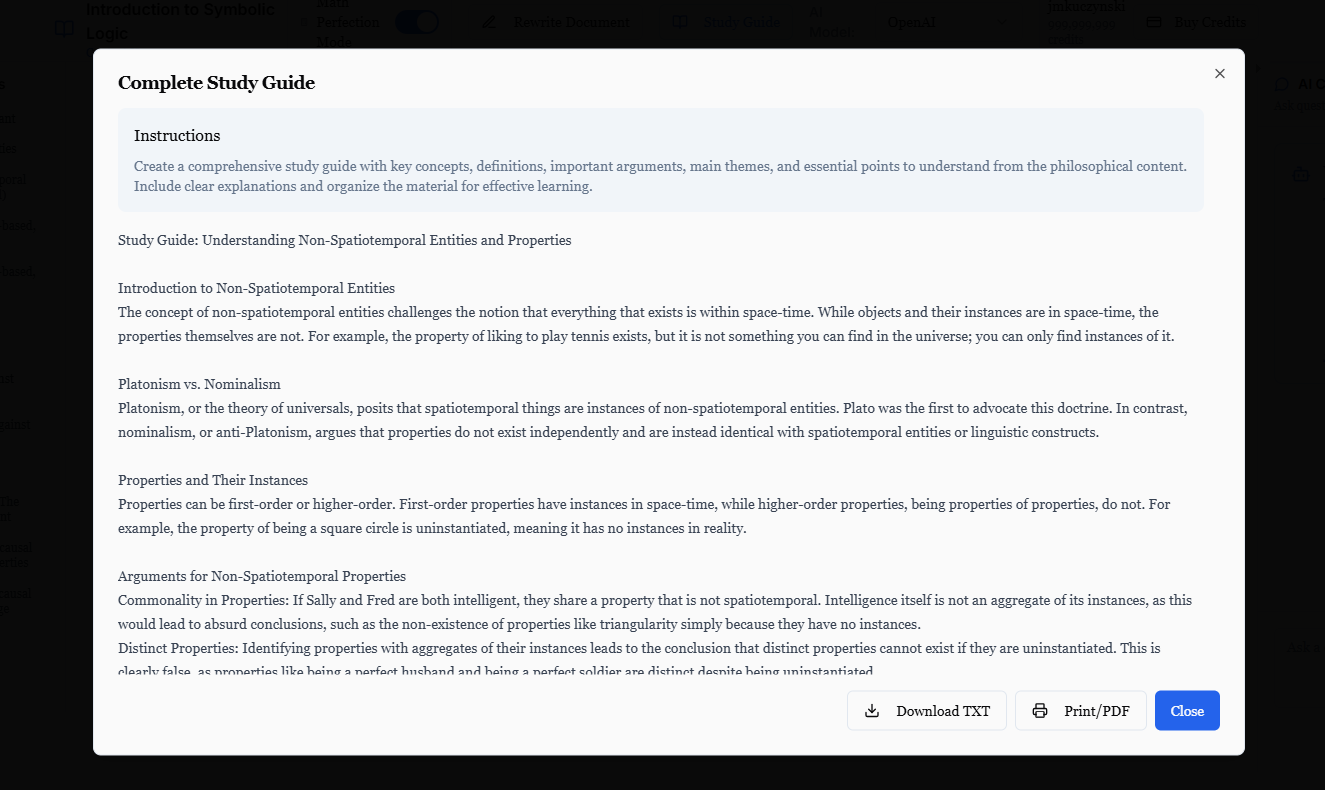 Introduction to Symbolic
Logic
Perfection
Mode
Rewrite Document
Study Guide
AI
Model:
OpenAI
Buy Credits
Complete Study Guide
Instructions
Create a comprehensive study guide with key concepts, definitions, important arguments, main themes, and essential points to understand from the philosophical content.
Include clear explanations and organize the material for effective learning.
Study Guide: Understanding Non-Spatiotemporal Entities and Properties
Introduction to Non-Spatiotemporal Entities
The concept of non-spatiotemporal entities challenges the notion that everything that exists is within space-time. While objects and their instances are in space-time, the
properties themselves are not. For example, the property of liking to play tennis exists, but it is not something you can find in the universe; you can only find instances of it.
Platonism vs. Nominalism
Platonism, or the theory of universals, posits that spatiotemporal things are instances of non-spatiotemporal entities. Plato was the first to advocate this doctrine. In contrast,
nominalism, or anti-Platonism, argues that properties do not exist independently and are instead identical with spatiotemporal entities or linguistic constructs.
Properties and Their Instances
Properties can be first-order or higher-order. First-order properties have instances in space-time, while higher-order properties, being properties of properties, do not. For
example, the property of being a square circle is uninstantiated, meaning it has no instances in reality.
Arguments for Non-Spatiotemporal Properties
Commonality in Properties: If Sally and Fred are both intelligent, they share a property that is not spatiotemporal. Intelligence itself is not an aggregate of its instances, as this
would lead to absurd conclusions, such as the non-existence of properties like triangularity simply because they have no instances.
Distinct Properties: Identifying properties with aggregates of their instances leads to the conclusion that distinct properties cannot exist if they are uninstantiated. This is
clearly false, as properties like being a perfect husband and being a perfect soldier are distinct despite being uninstantiated.
Download TXT
Print/PDF
Close